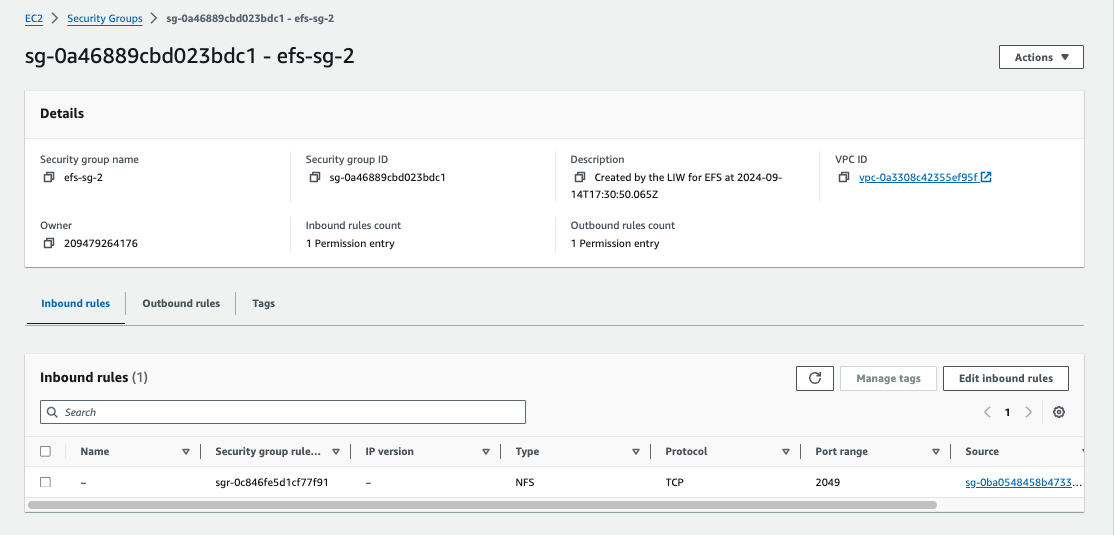 EC2 > Security Groups > sg-0a46889cbd023bdc1 - efs-sg-2
sg-0a46889cbd023bdc1 - efs-sg-2
Actions
Details
Security group name
efs-sg-2
Security group ID
sg-0a46889cbd023bdc1
Description
Created by the LIW for EFS at 2024-09-
14T17:30:50.065Z
VPC ID
vpc-0a3308c42355ef95f
Owner
209479264176
Inbound rules count
1 Permission entry
Outbound rules count
1 Permission entry
Inbound rules Outbound rules Tags
Inbound rules (1)
Manage tags Edit inbound rules
Search
1
Name Security group rule... IP version Type Protocol Port range Source
– sgr-0c846fe5d1cf77f91 – NFS TCP 2049 sg-0ba0548458b4733...